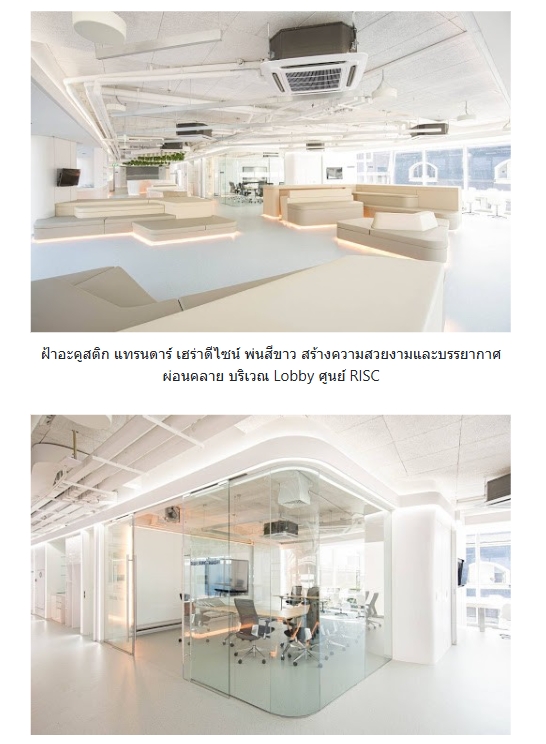 ฝ้าอะคูสติก แทรนดาร์ เฮร่าดีไซน์ พ่นสีขาว สร้างความสวยงามและบรรยากาศ
ผ่อนคลาย บริเวณ Lobby ศูนย์ RISC